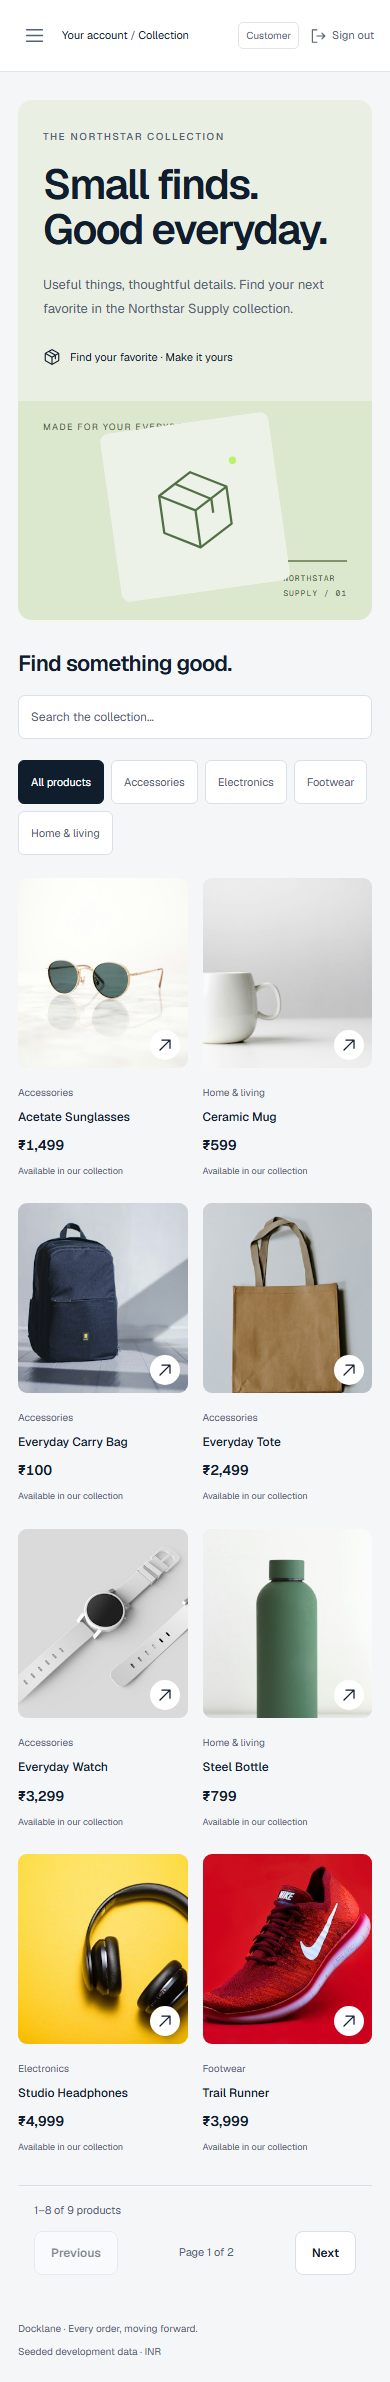 Your account / Collection
Customer
Sign out
THE NORTHSTAR COLLECTION
Small finds.
Good everyday.
Useful things, thoughtful details. Find your next
favorite in the Northstar Supply collection.
Find your favorite · Make it yours
MADE FOR YOUR
NORTHSTAR
SUPPLY / 01
Find something good.
Search the collection...
All products
Accessories
Electronics
Footwear
Home & living
Accessories
Acetate Sunglasses
₹1,499
Available in our collection
Home & living
Ceramic Mug
₹599
Available in our collection
Accessories
Everyday Carry Bag
₹100
Available in our collection
Accessories
Everyday Tote
₹2,499
Available in our collection
Accessories
Everyday Watch
₹3,299
Available in our collection
Home & living
Steel Bottle
₹799
Available in our collection
NIKE
Electronics
Studio Headphones
₹4,999
Available in our collection
Footwear
Trail Runner
₹3,999
Available in our collection
1–8 of 9 products
Previous
Page 1 of 2
Next
Docklane · Every order, moving forward.
Seeded development data · INR